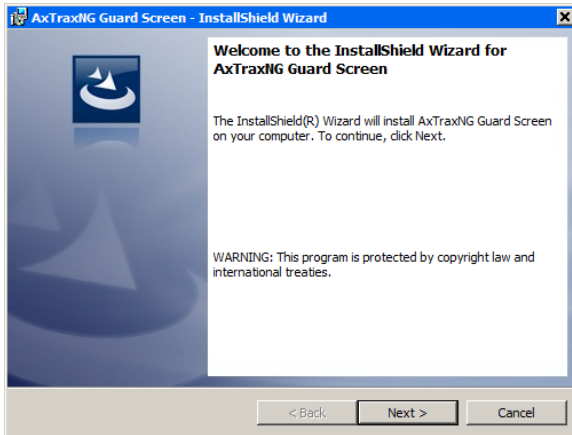 AxTraxNG Guard Screen - InstallShield Wizard
Welcome to the InstallShield Wizard for
AxTraxNG Guard Screen
The InstallShield(R) Wizard will install AxTraxNG Guard Screen
on your computer. To continue, click Next.
WARNING: This program is protected by copyright law and
international treaties.
< Back
Next >
Cancel